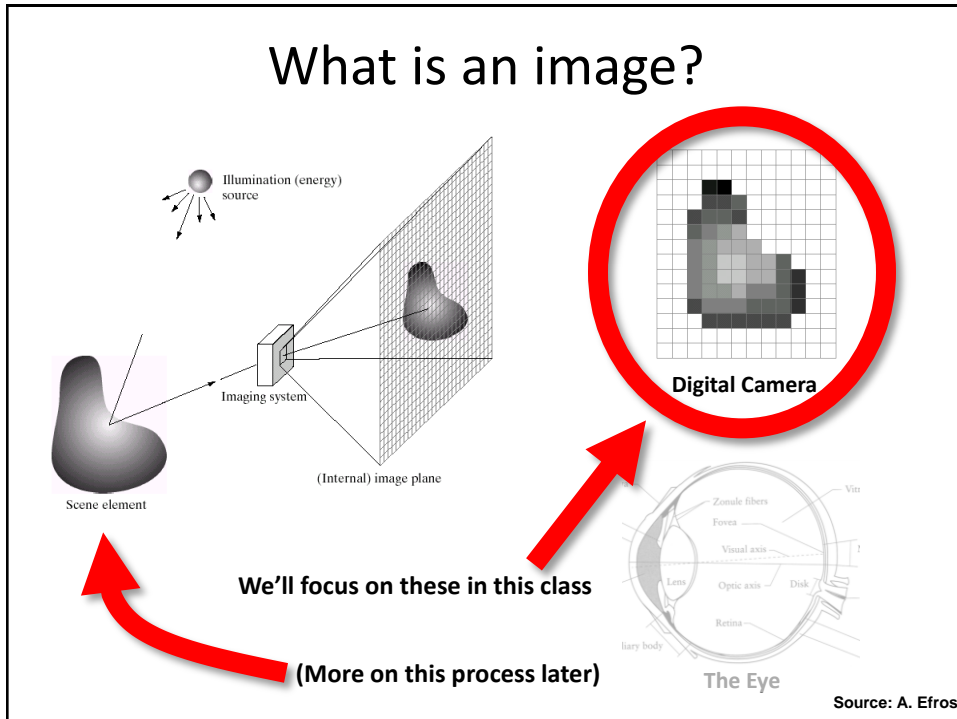 What is an image?
Illumination (energy)
source
Imaging system
(Internal) image plane
Scene element
Digital Camera
Zonule fibers
Fovea
Visual axis
Lens
Optic axis
Disk
Retina
The Eye
We'll focus on these in this class
(More on this process later)
Source: A. Efros